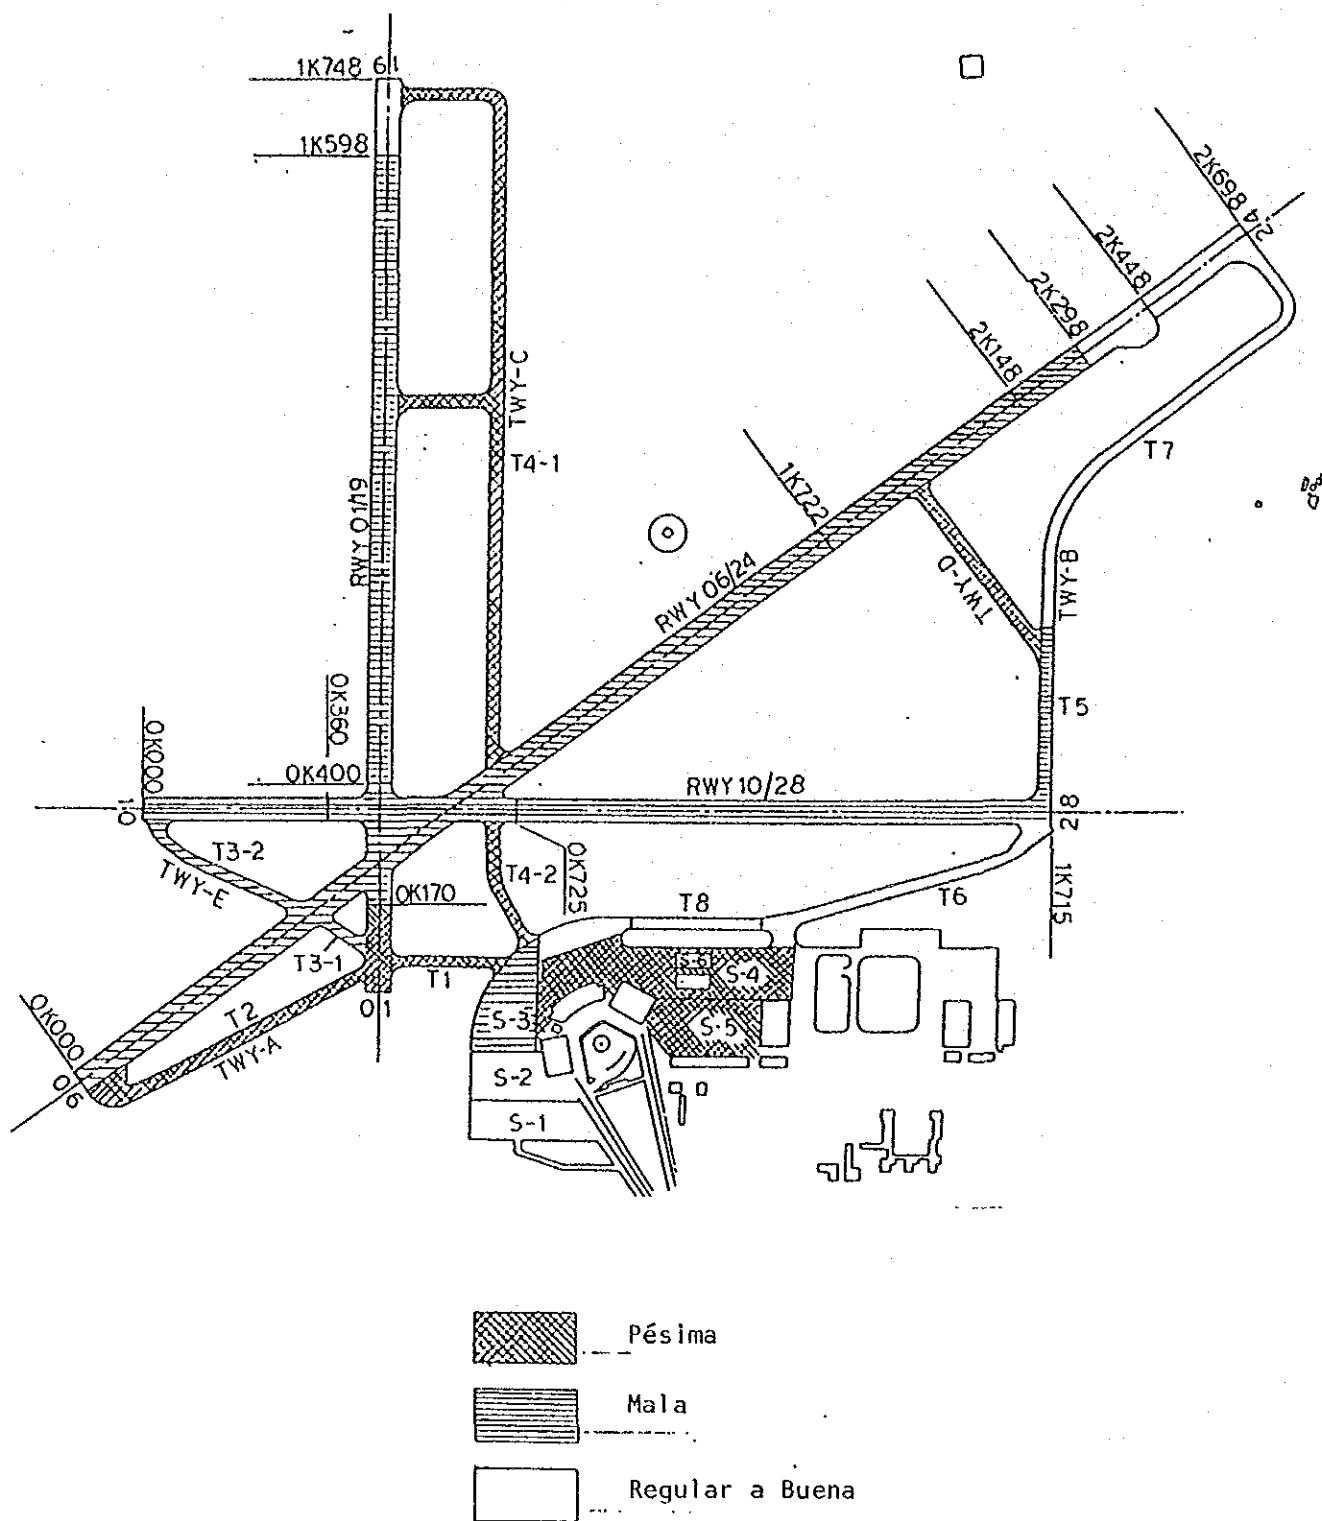 1K748
19
1K598
2K698
24
2K448
2K298
2K148
TWY-C
T4-1
T7
1K722
RWY 01/19
RWY 06/24
TWY-D
TWY-B
0K360
0K000
T5
0K400
RWY 10/28
10
28
T3-2
TWY-E
T4-2
0K725
0K170
T8
T6
1K715
T3-1
T1
S-6
S-4
0K000
01
T2
TWY-A
S-3
S-5
06
S-2
S-1
Pésima
Mala
Regular a Buena